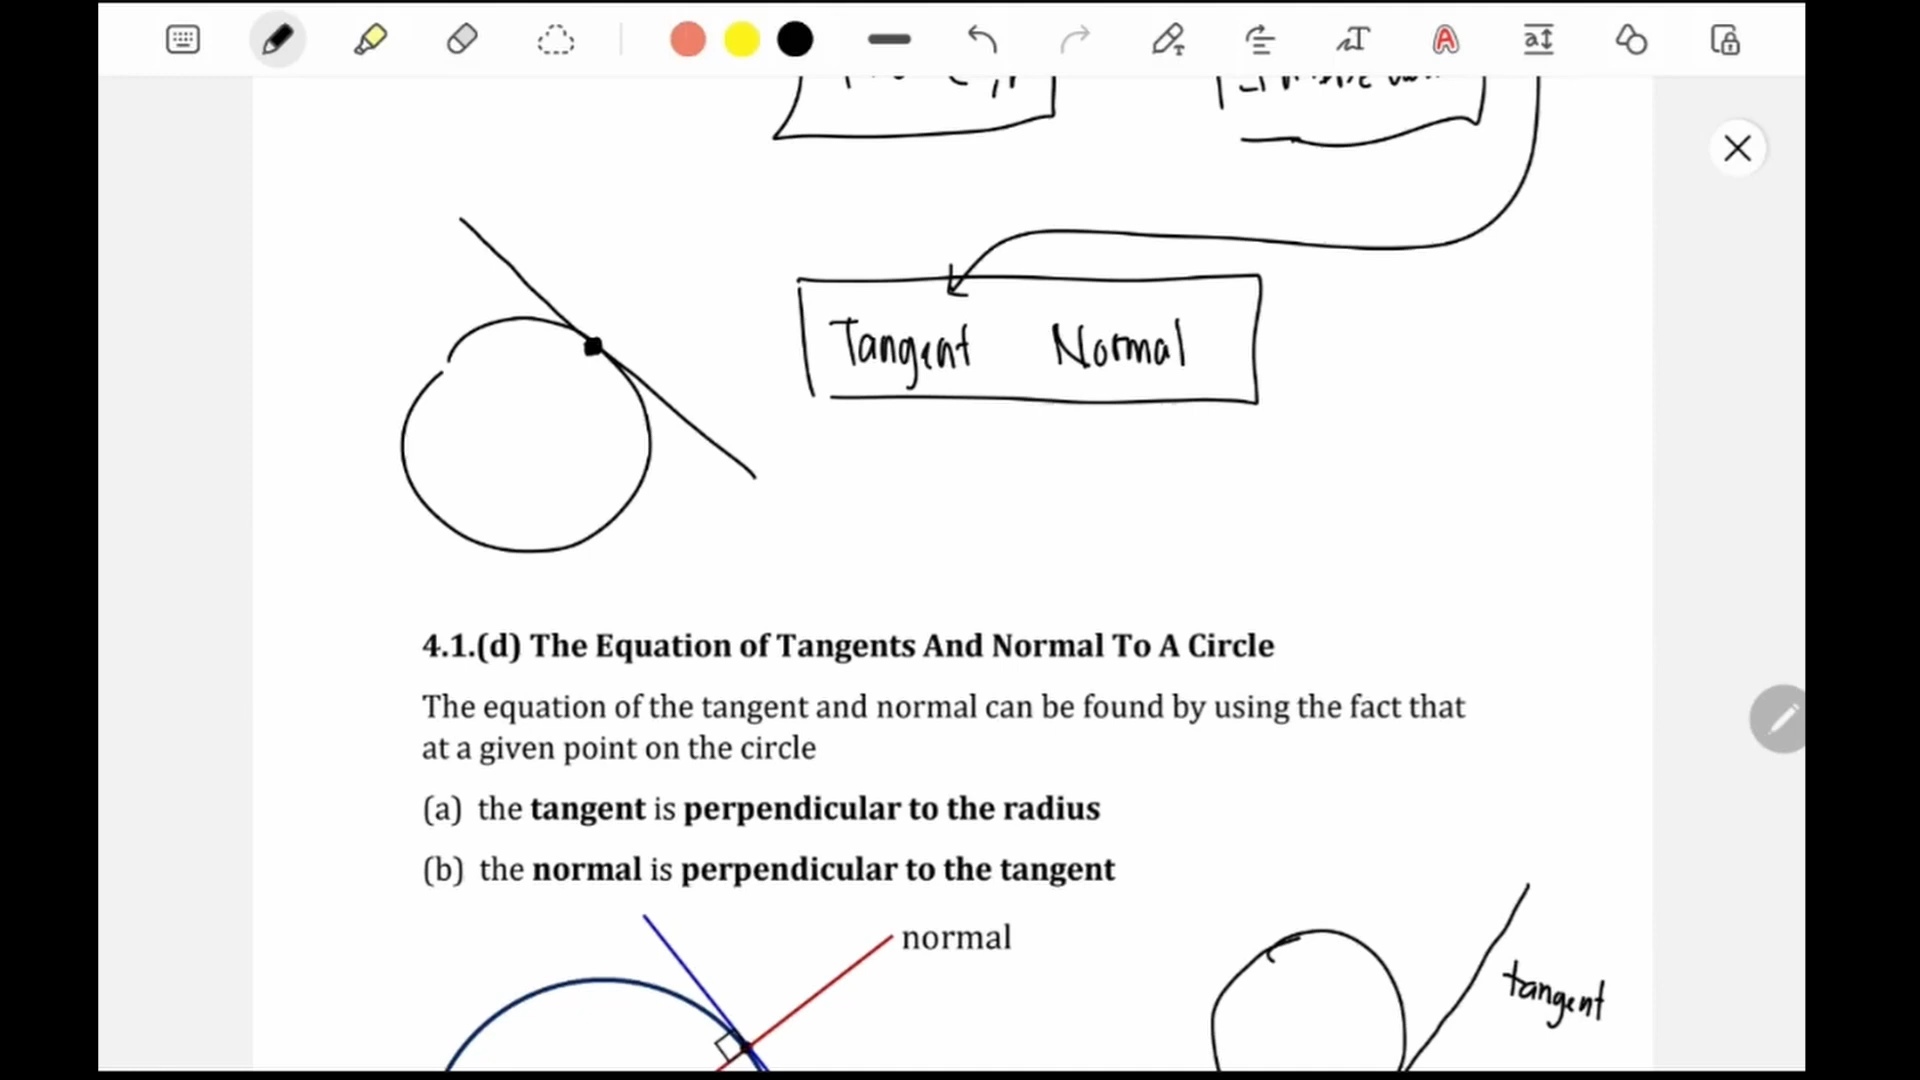 Tangent Normal
4.1.(d) The Equation of Tangents And Normal To A Circle
The equation of the tangent and normal can be found by using the fact that
at a given point on the circle
(a) the tangent is perpendicular to the radius
(b) the normal is perpendicular to the tangent
normal
tangent